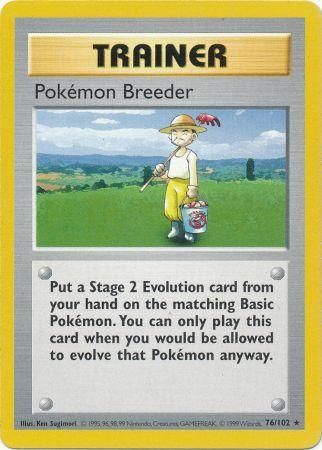 TRAINER
Pokémon Breeder
Put a Stage 2 Evolution card from
your hand on the matching Basic
Pokémon. You can only play this
card when you would be allowed
to evolve that Pokémon anyway.
Illus. Ken Sugimori © 1995, 96, 98, 99 Nintendo, Creatures, GAMEFREAK. © 1999 Wizards. 76/102 ★